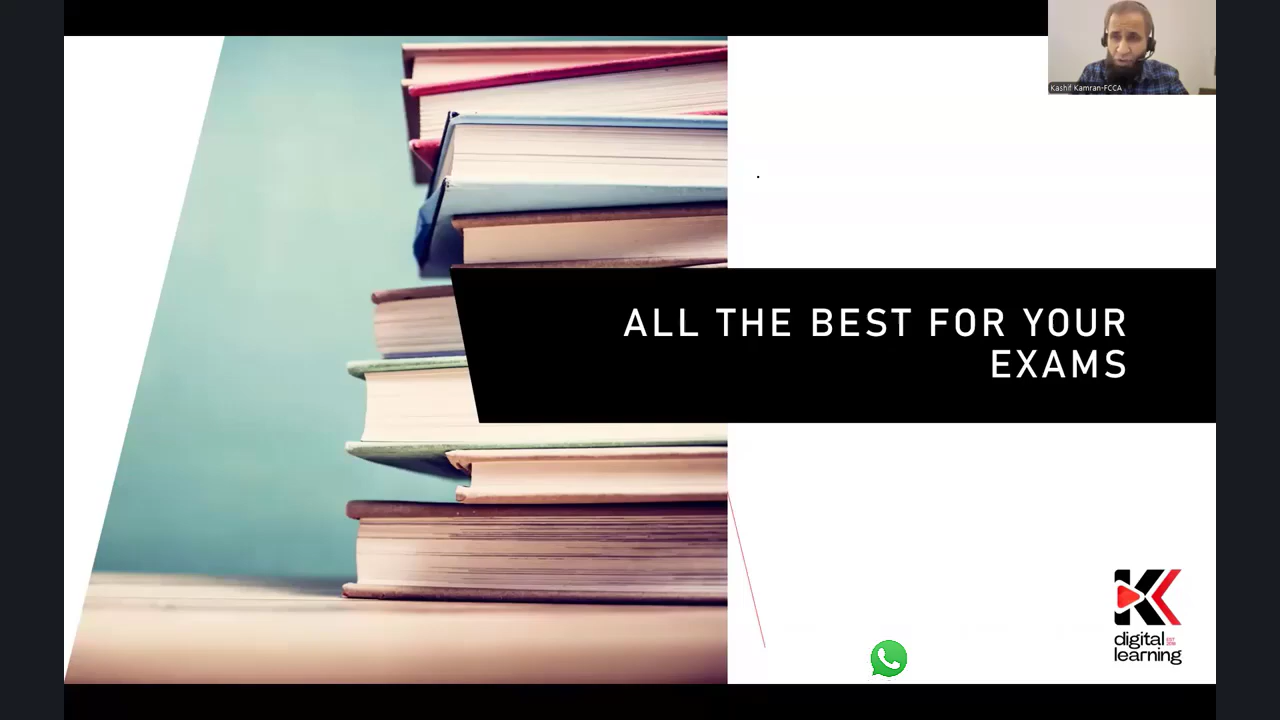 Kashif Kamran-FCCA
ALL THE BEST FOR YOUR
EXAMS
digital
learning